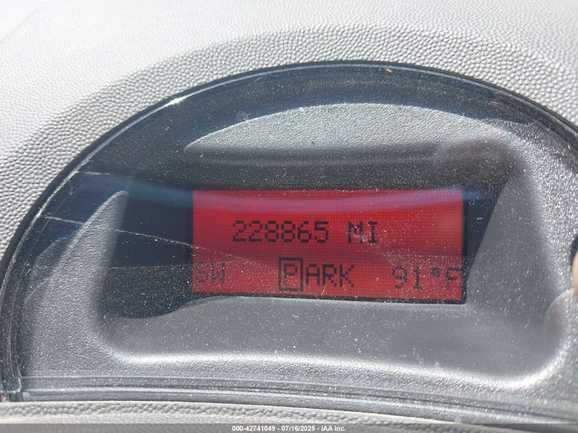 228865 MI
SW PARK 91°F
000-42741049 - 07/16/2025 - IAA Inc.